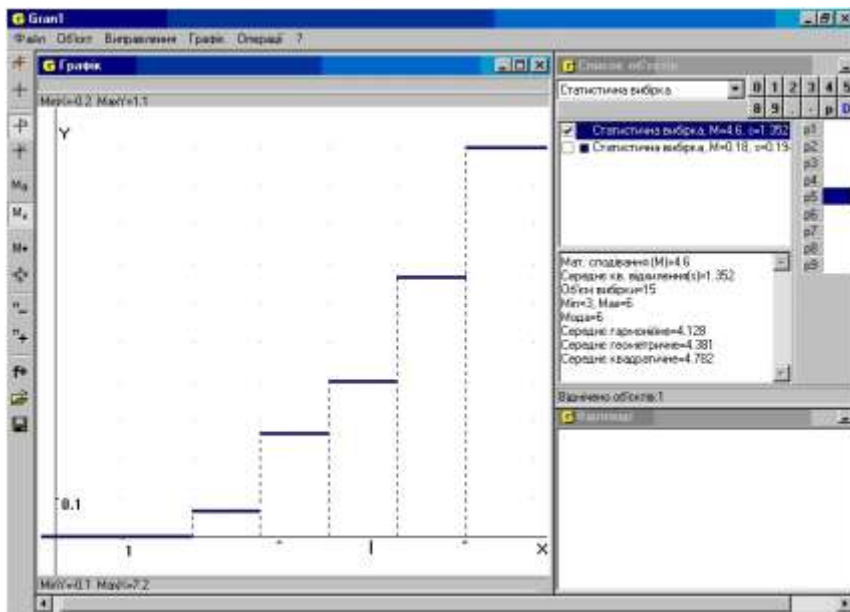 Gran1
Файл Об'єкт Виправлення Графік Операції ?
Графік
MinX=-0.2 MaxY=1.1
Y
0.1
1
X
MinY=-0.1 MaxX=7.2
Список об'єктів
Статистична вибірка
0 1 2 3 4 5
8 9 . - p D
Статистична вибірка, M=4.6, s=1.352
Статистична вибірка, M=0.18, s=0.19
p1
p2
p3
p4
p5
p6
p7
p8
p9
Мат. сподівання (M)=4.6
Середнє кв. відхилення(s)=1.352
Об'єм вибірки=15
Min=3, Max=6
Мода=6
Середнє гармонійне=4.128
Середнє геометричне=4.381
Середнє квадратичне=4.782
Відмічено об'єктів:1